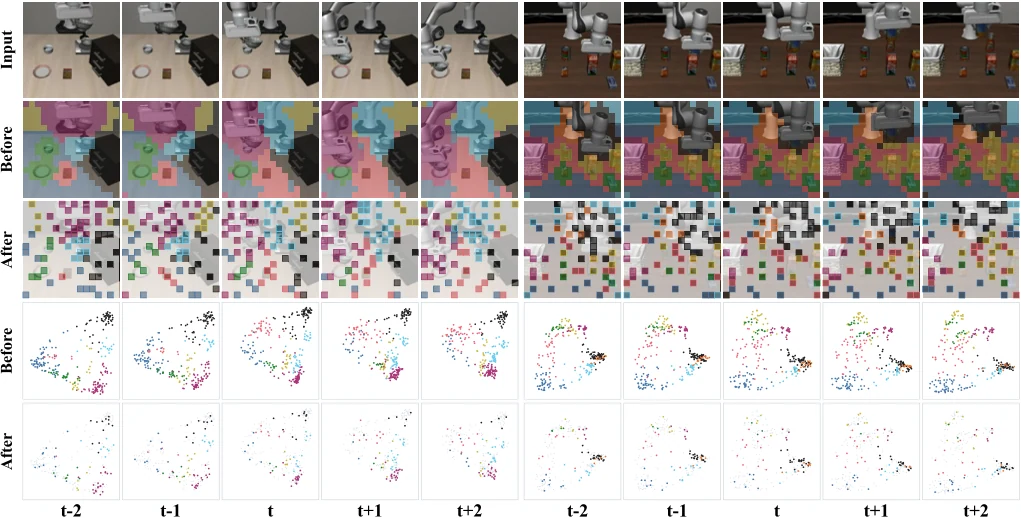 Input
Before
After
Before
After
t-2 t-1 t t+1 t+2 t-2 t-1 t t+1 t+2